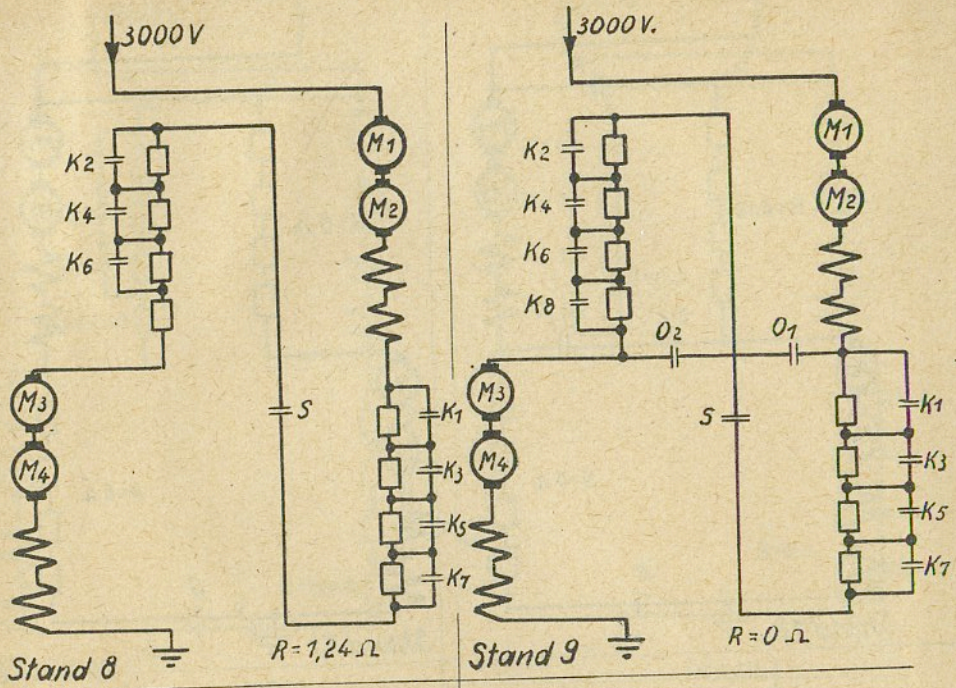 3000V
M1
M2
K2
K4
K6
M3
M4
S
K1
K3
K5
K7
R = 1,24 Ω
Stand 8
3000V.
M1
M2
K2
K4
K6
K8
O2
O1
M3
M4
S
K1
K3
K5
K7
R = 0 Ω
Stand 9